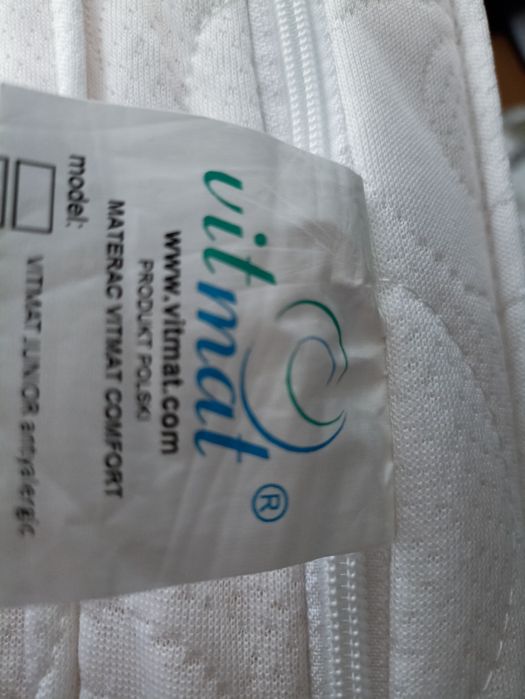 vitmat®
www.vitmat.com
PRODUKT POLSKI
MATERAC VITMAT COMFORT
model:
VITMAT JUNIOR antyalergic